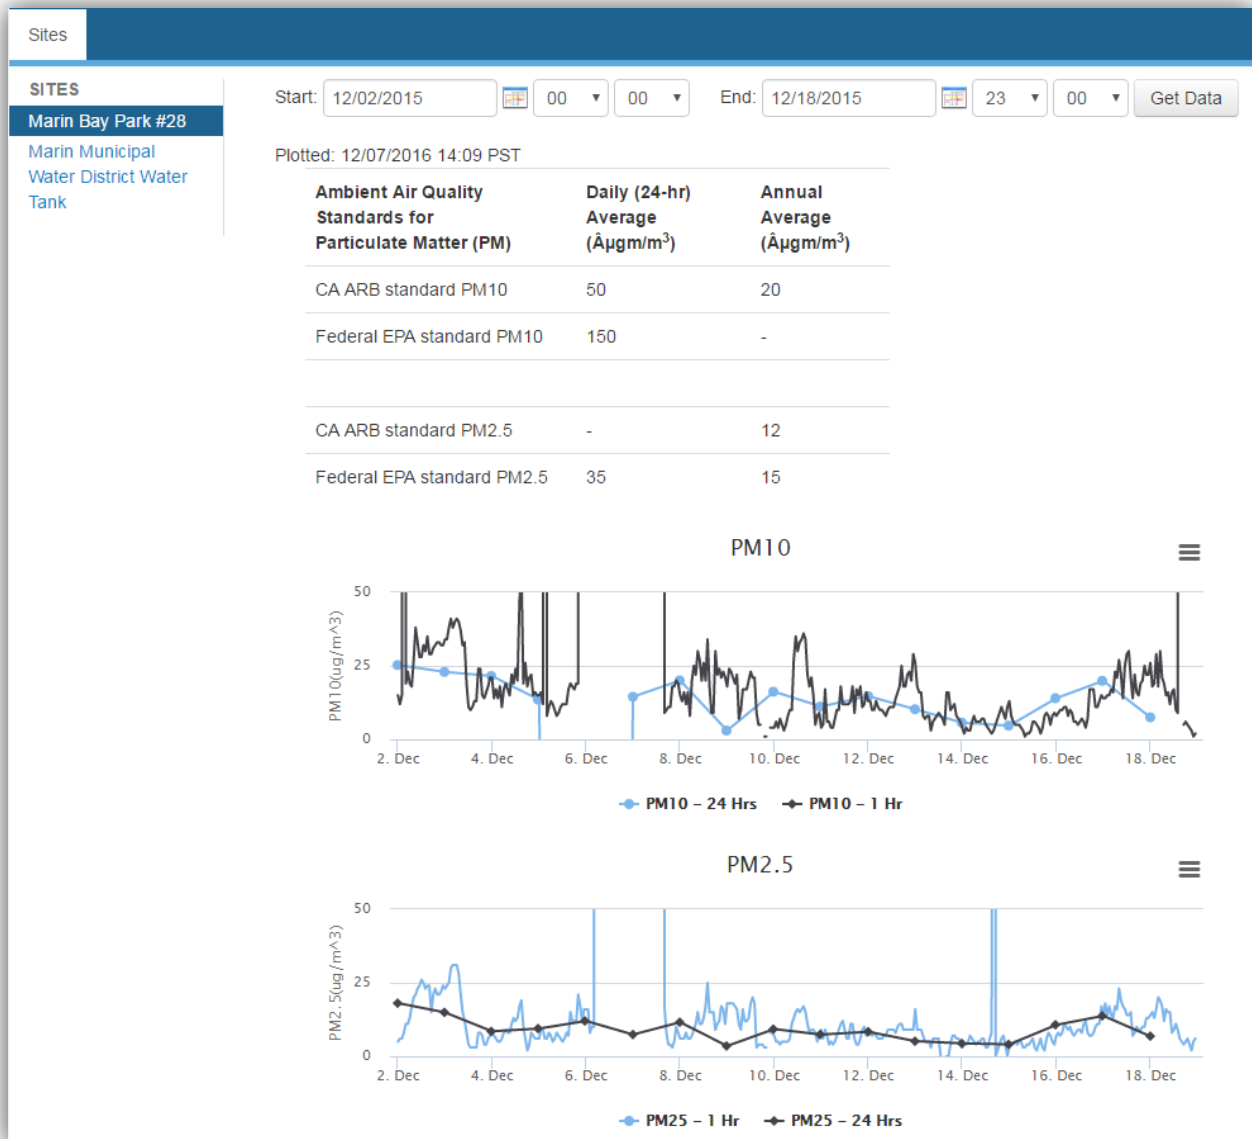 Sites
SITES
Marin Bay Park #28
Marin Municipal
Water District Water
Tank
Start: 12/02/2015 00 00 End: 12/18/2015 23 00 Get Data
Plotted: 12/07/2016 14:09 PST
Ambient Air Quality Standards for Particulate Matter (PM) Daily (24-hr) Average (Âµgm/m³) Annual Average (Âµgm/m³)
CA ARB standard PM10 50 20
Federal EPA standard PM10 150 -
CA ARB standard PM2.5 - 12
Federal EPA standard PM2.5 35 15
PM10
PM10(ug/m^3)
50
25
0
2. Dec 4. Dec 6. Dec 8. Dec 10. Dec 12. Dec 14. Dec 16. Dec 18. Dec
PM10 – 24 Hrs PM10 – 1 Hr
PM2.5
PM2.5(ug/m^3)
50
25
0
2. Dec 4. Dec 6. Dec 8. Dec 10. Dec 12. Dec 14. Dec 16. Dec 18. Dec
PM25 – 1 Hr PM25 – 24 Hrs